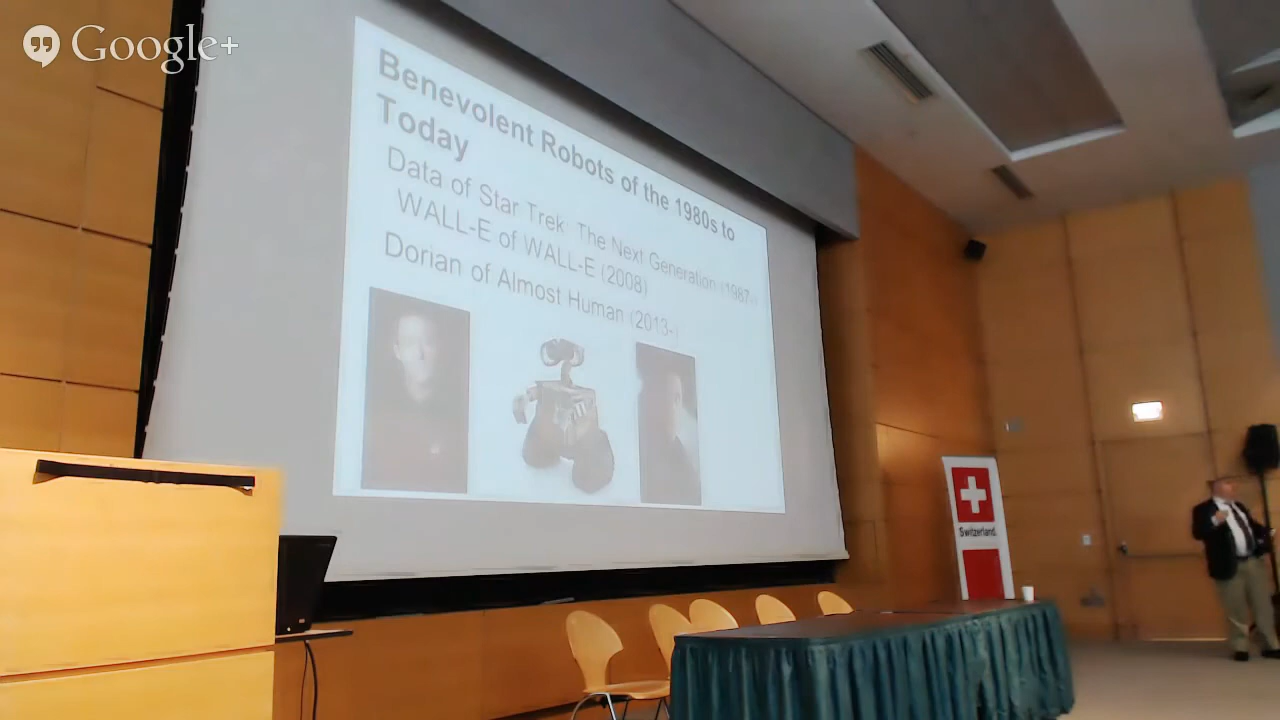 Google+
Benevolent Robots of the 1980s to
Today
Data of Star Trek: The Next Generation (1987-)
WALL-E of WALL-E (2008)
Dorian of Almost Human (2013-)
Switzerland.